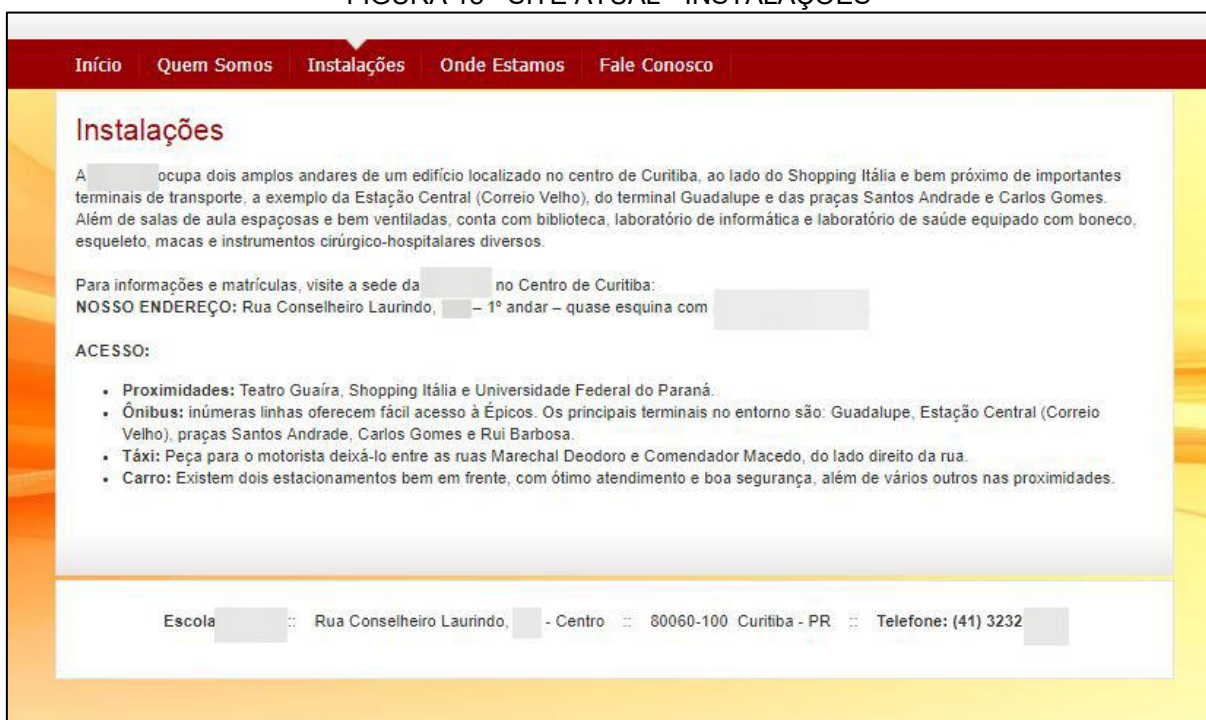 Início Quem Somos Instalações Onde Estamos Fale Conosco
Instalações
A ocupa dois amplos andares de um edifício localizado no centro de Curitiba, ao lado do Shopping Itália e bem próximo de importantes
terminais de transporte, a exemplo da Estação Central (Correio Velho), do terminal Guadalupe e das praças Santos Andrade e Carlos Gomes.
Além de salas de aula espaçosas e bem ventiladas, conta com biblioteca, laboratório de informática e laboratório de saúde equipado com boneco,
esqueleto, macas e instrumentos cirúrgico-hospitalares diversos.
Para informações e matrículas, visite a sede da no Centro de Curitiba:
NOSSO ENDEREÇO: Rua Conselheiro Laurindo, – 1º andar – quase esquina com
ACESSO:
• Proximidades: Teatro Guaíra, Shopping Itália e Universidade Federal do Paraná.
• Ônibus: inúmeras linhas oferecem fácil acesso à Épicos. Os principais terminais no entorno são: Guadalupe, Estação Central (Correio
Velho), praças Santos Andrade, Carlos Gomes e Rui Barbosa.
• Táxi: Peça para o motorista deixá-lo entre as ruas Marechal Deodoro e Comendador Macedo, do lado direito da rua.
• Carro: Existem dois estacionamentos bem em frente, com ótimo atendimento e boa segurança, além de vários outros nas proximidades.
Escola :: Rua Conselheiro Laurindo, - Centro :: 80060-100 Curitiba - PR :: Telefone: (41) 3232